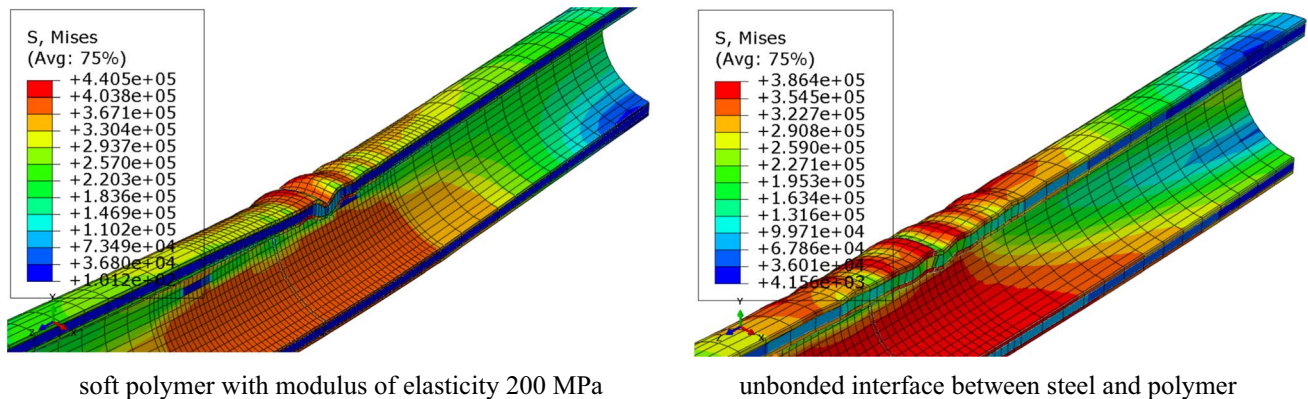 S, Mises
(Avg: 75%)
+4.405e+05
+4.038e+05
+3.671e+05
+3.304e+05
+2.937e+05
+2.570e+05
+2.203e+05
+1.836e+05
+1.469e+05
+1.102e+05
+7.349e+04
+3.680e+04
+1.012e+02
Y
Z
X
soft polymer with modulus of elasticity 200 MPa
S, Mises
(Avg: 75%)
+3.864e+05
+3.545e+05
+3.227e+05
+2.908e+05
+2.590e+05
+2.271e+05
+1.953e+05
+1.634e+05
+1.316e+05
+9.971e+04
+6.786e+04
+3.601e+04
+4.156e+03
Y
Z
X
unbonded interface between steel and polymer